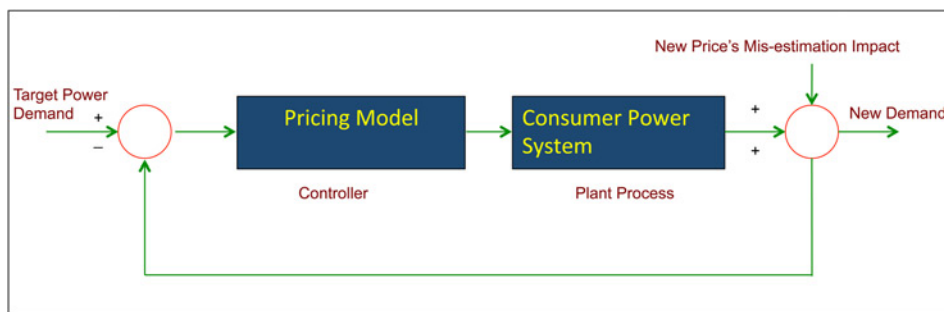 New Price's Mis-estimation Impact
Target Power
Demand
+
–
Pricing Model
Consumer Power
System
+
+
New Demand
Controller
Plant Process